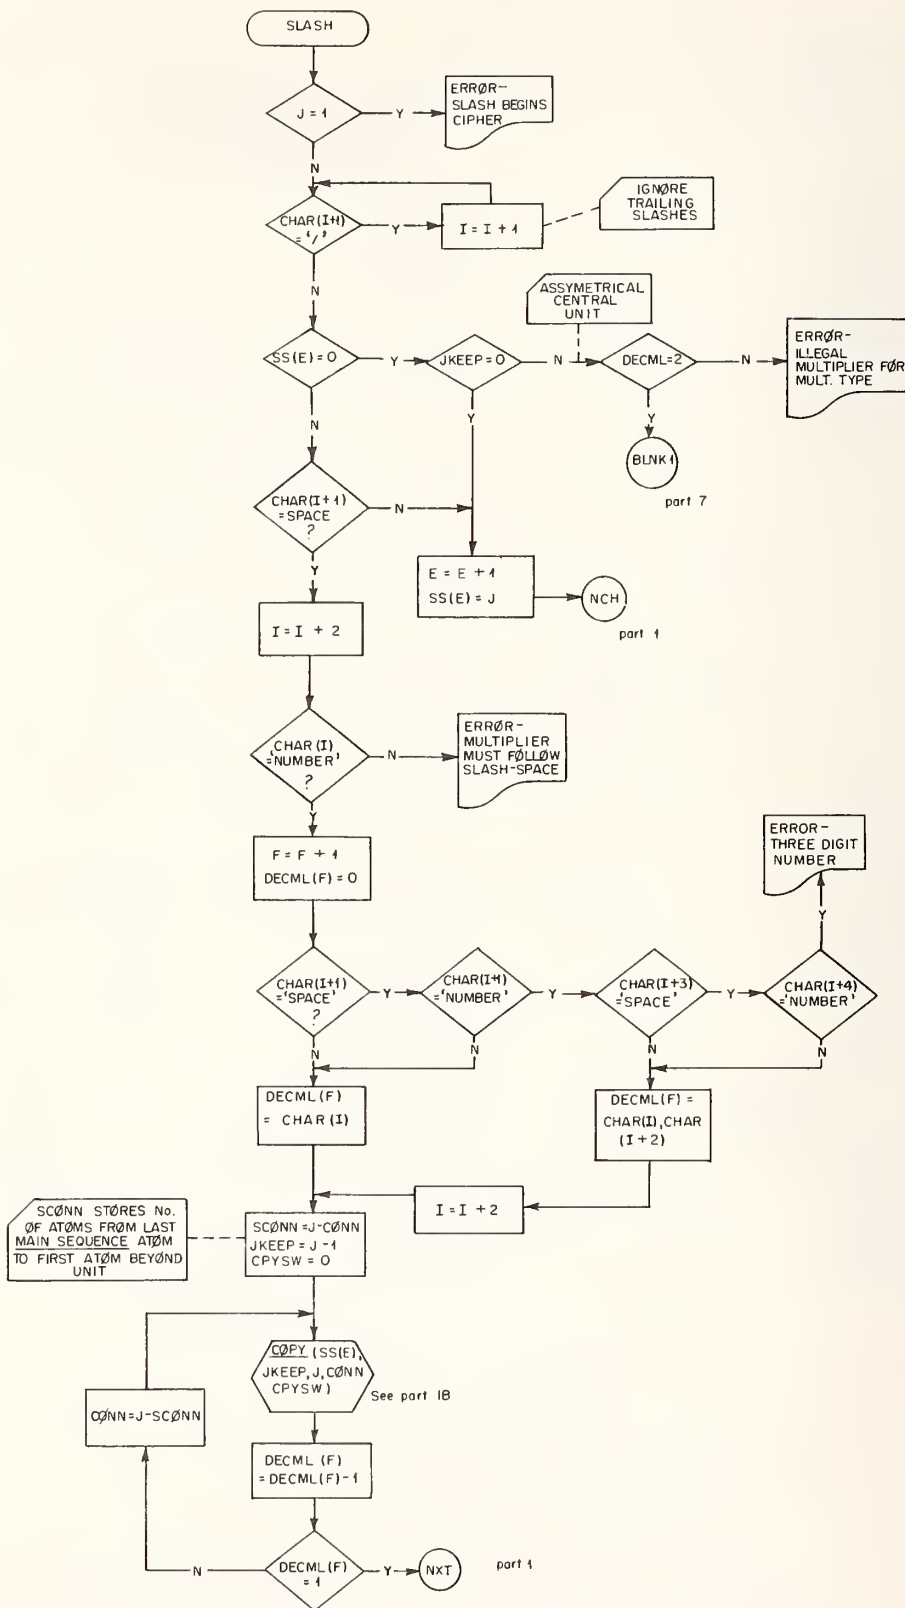 SLASH
J = 1
Y
ERRØR-
SLASH BEGINS
CIPHER
N
CHAR(I+1)
= '/'
Y
I = I + 1
IGNØRE
TRAILING
SLASHES
N
SS(E) = 0
Y
JKEEP = 0
N
ASSYMETRICAL
CENTRAL
UNIT
DECML=2
N
ERRØR-
ILLEGAL
MULTIPLIER FØR
MULT. TYPE
N
Y
Y
BLNK1
part 7
CHAR(I+1)
=SPACE
?
N
Y
E = E + 1
SS(E) = J
NCH
part 1
I = I + 2
CHAR(I)
='NUMBER'
?
N
ERRØR-
MULTIPLIER
MUST FØLLØW
SLASH-SPACE
Y
F = F + 1
DECML(F) = 0
ERROR-
THREE DIGIT
NUMBER
Y
CHAR(I+1)
='SPACE'
?
Y
CHAR(I+1)
='NUMBER'
Y
CHAR(I+3)
='SPACE'
Y
CHAR(I+4)
='NUMBER'
N
N
N
N
DECML(F)
= CHAR (I)
DECML(F) =
CHAR(I), CHAR
(I+2)
I = I + 2
SCØNN STØRES No.
ØF ATØMS FRØM LAST
MAIN SEQUENCE ATØM
TO FIRST ATØM BEYØND
UNIT
SCØNN = J-CØNN
JKEEP = J-1
CPYSW = 0
CØPY (SS(E),
JKEEP, J, CØNN
CPYSW)
See part 1B
CØNN=J-SCØNN
DECML (F)
= DECML(F)-1
N
DECML(F)
= 1
Y
NXT
part 1